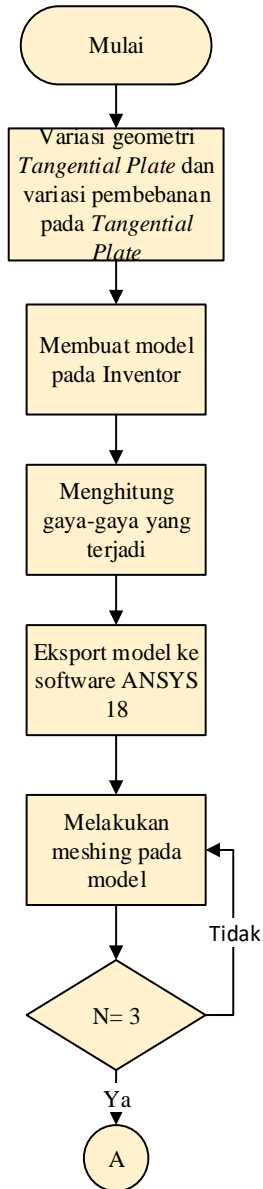 Mulai
Variasi geometri
Tangential Plate dan
variasi pembebanan
pada Tangential
Plate
Membuat model
pada Inventor
Menghitung
gaya-gaya yang
terjadi
Eksport model ke
software ANSYS
18
Melakukan
meshing pada
model
Tidak
N= 3
Ya
A